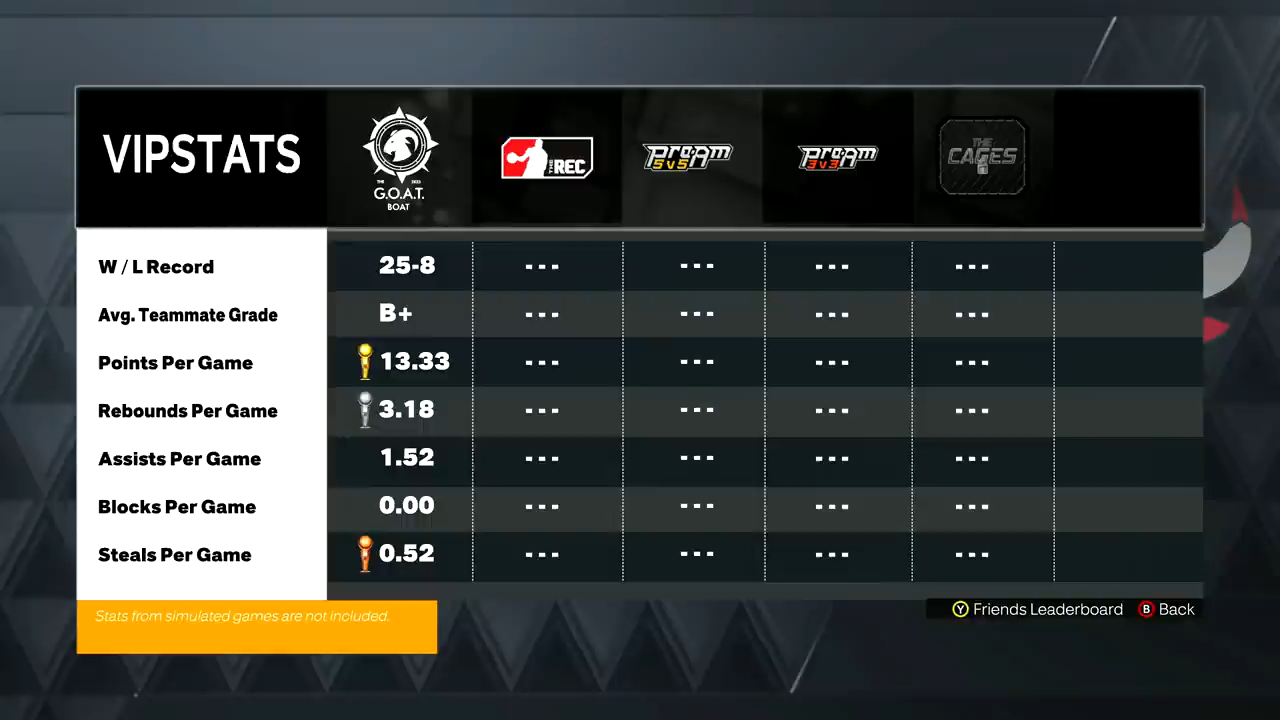 VIPSTATS
THE 2K23 G.O.A.T. BOAT
THE REC
PRO-AM 5v5
PRO-AM 3v3
THE CAGES
W / L Record 25-8 --- --- --- ---
Avg. Teammate Grade B+ --- --- --- ---
Points Per Game 13.33 --- --- --- ---
Rebounds Per Game 3.18 --- --- --- ---
Assists Per Game 1.52 --- --- --- ---
Blocks Per Game 0.00 --- --- --- ---
Steals Per Game 0.52 --- --- --- ---
Stats from simulated games are not included.
Y Friends Leaderboard B Back